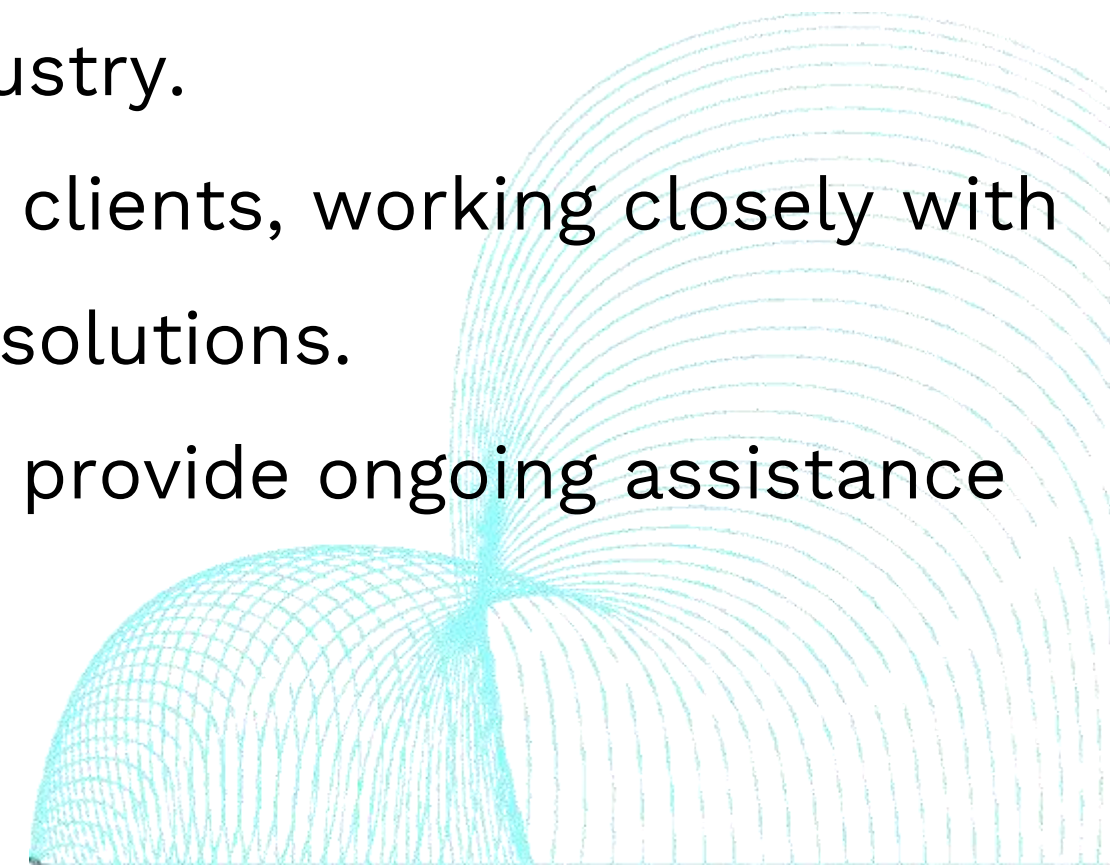 ustry.
clients, working closely with
solutions.
provide ongoing assistance